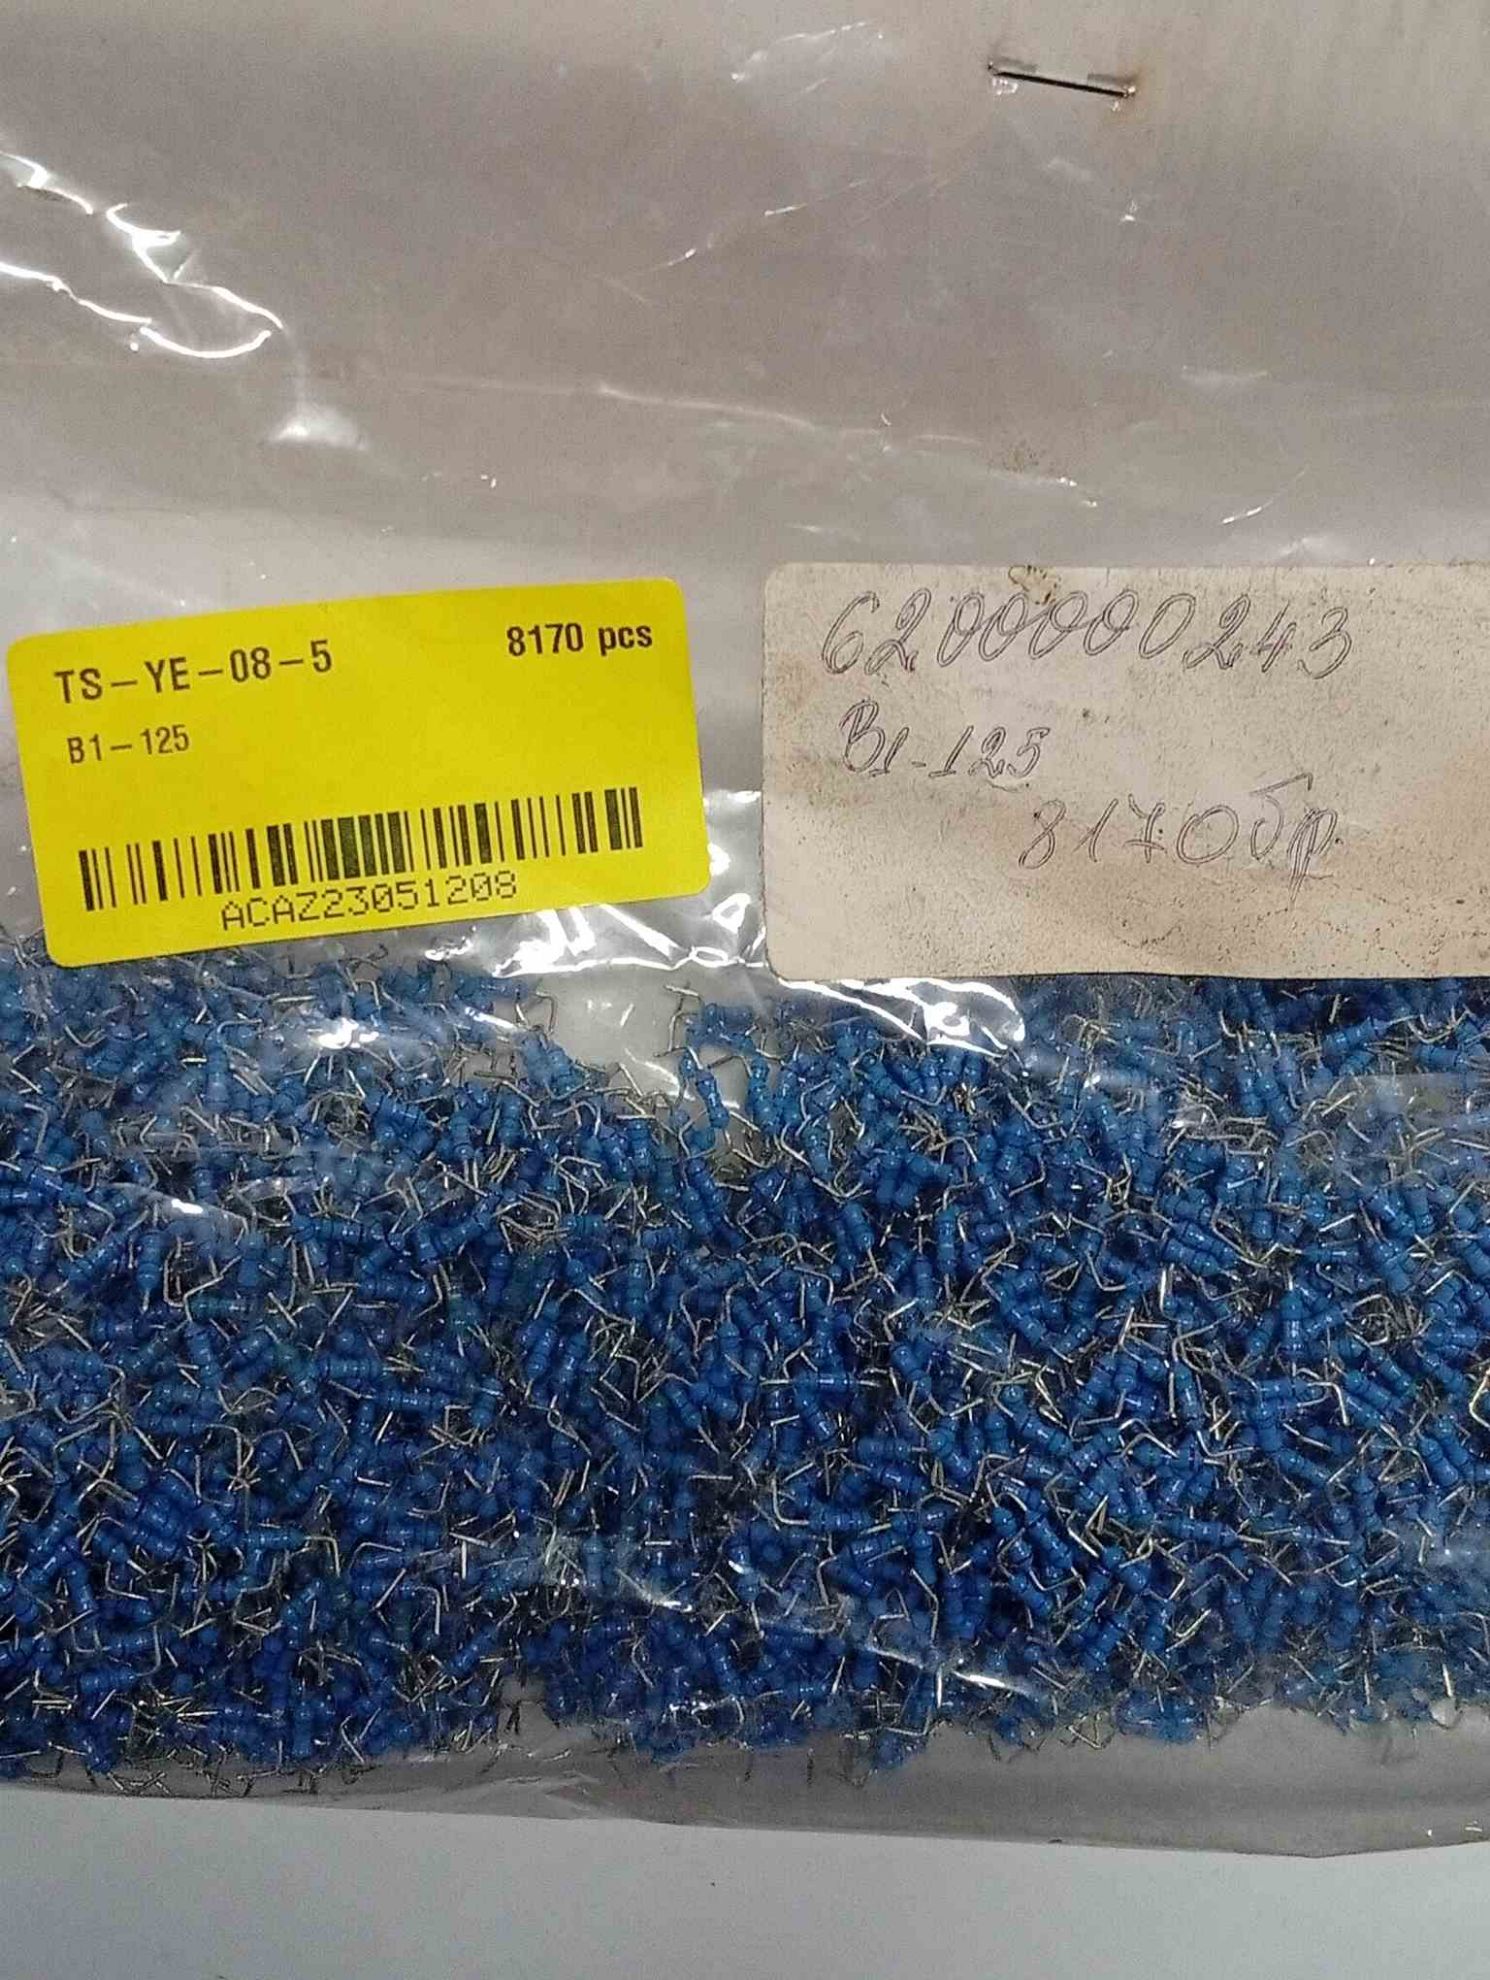 TS-YE-08-5 8170 pcs
B1-125
ACAZ23051208
6200000243
B1-125
8170бр